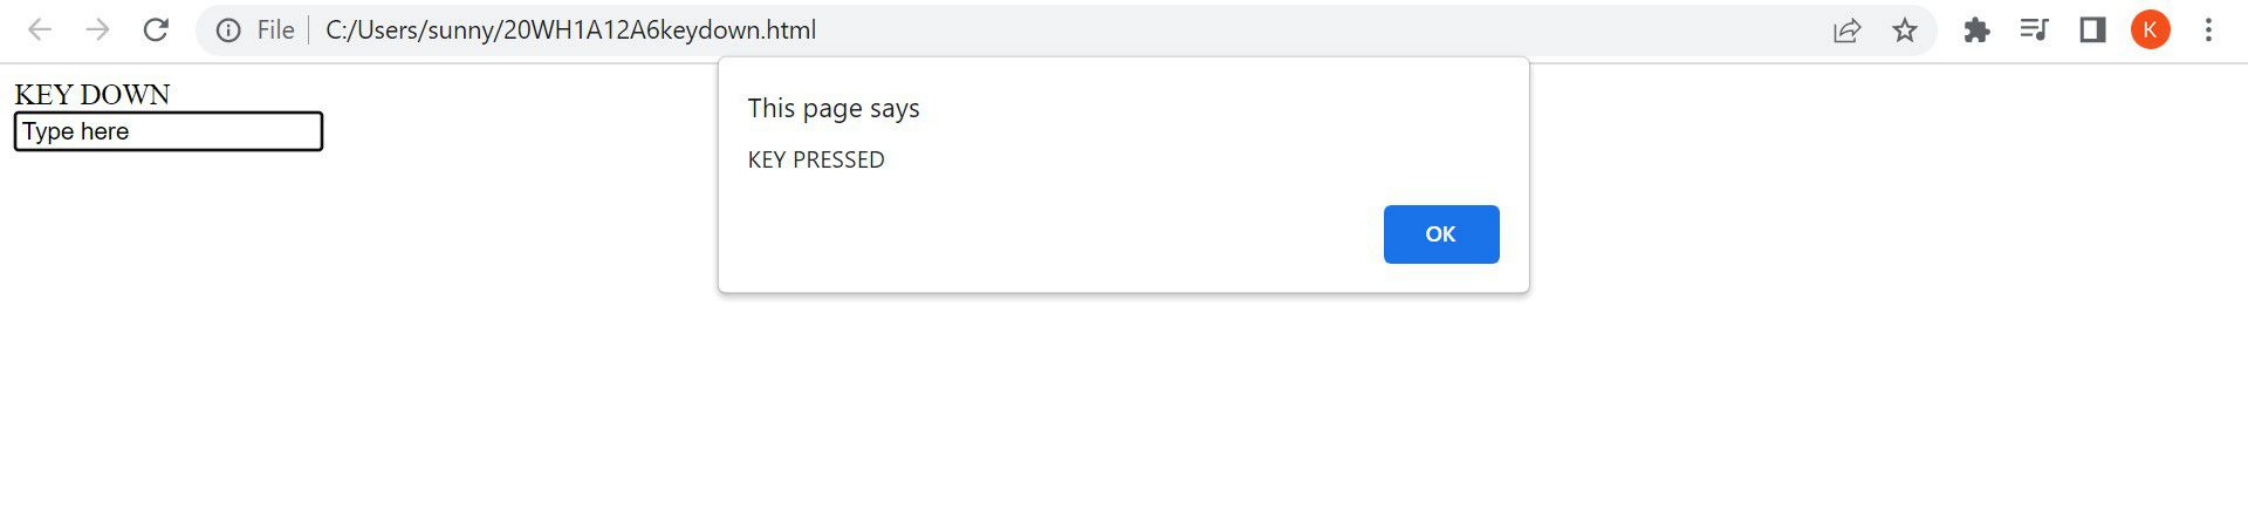 File C:/Users/sunny/20WH1A12A6keydown.html
K
KEY DOWN
Type here
This page says
KEY PRESSED
OK